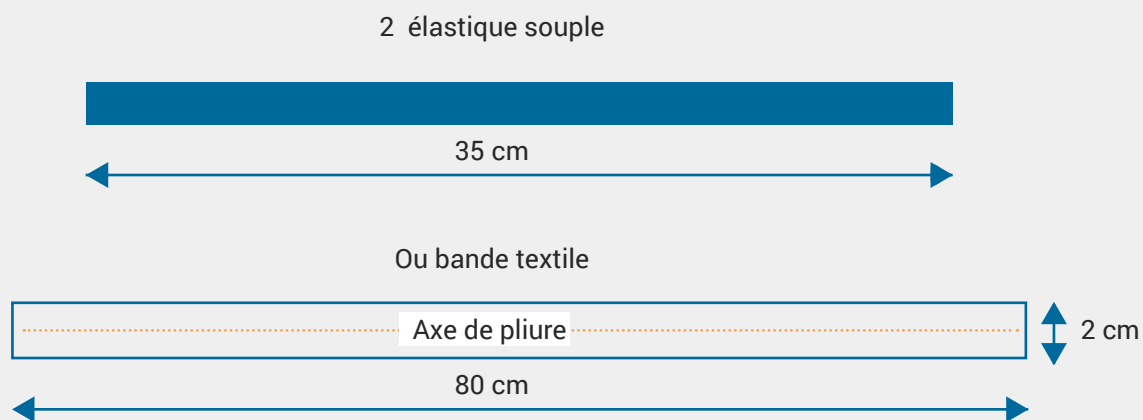 2 élastique souple
35 cm
Ou bande textile
Axe de pliure
2 cm
80 cm